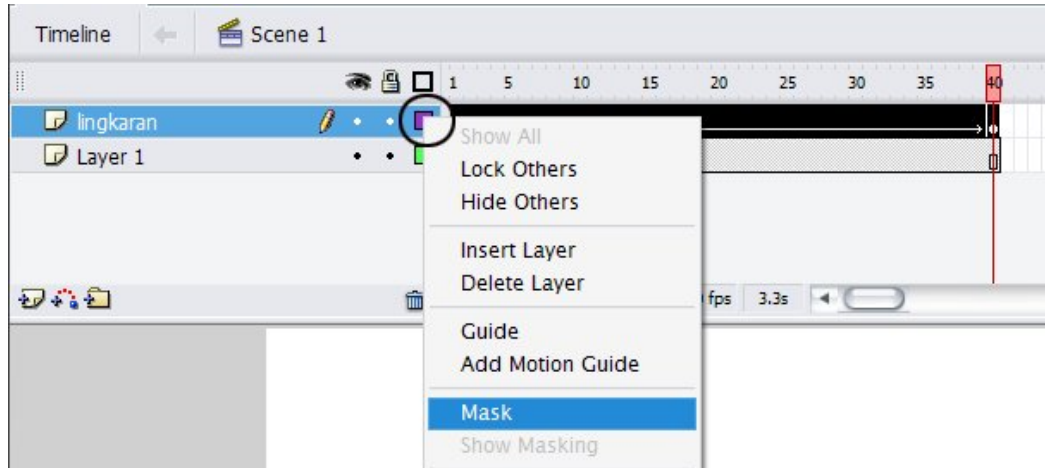 Timeline Scene 1
1 5 10 15 20 25 30 35 40
lingkaran
Layer 1
Show All
Lock Others
Hide Others
Insert Layer
Delete Layer
fps 3.3s
Guide
Add Motion Guide
Mask
Show Masking